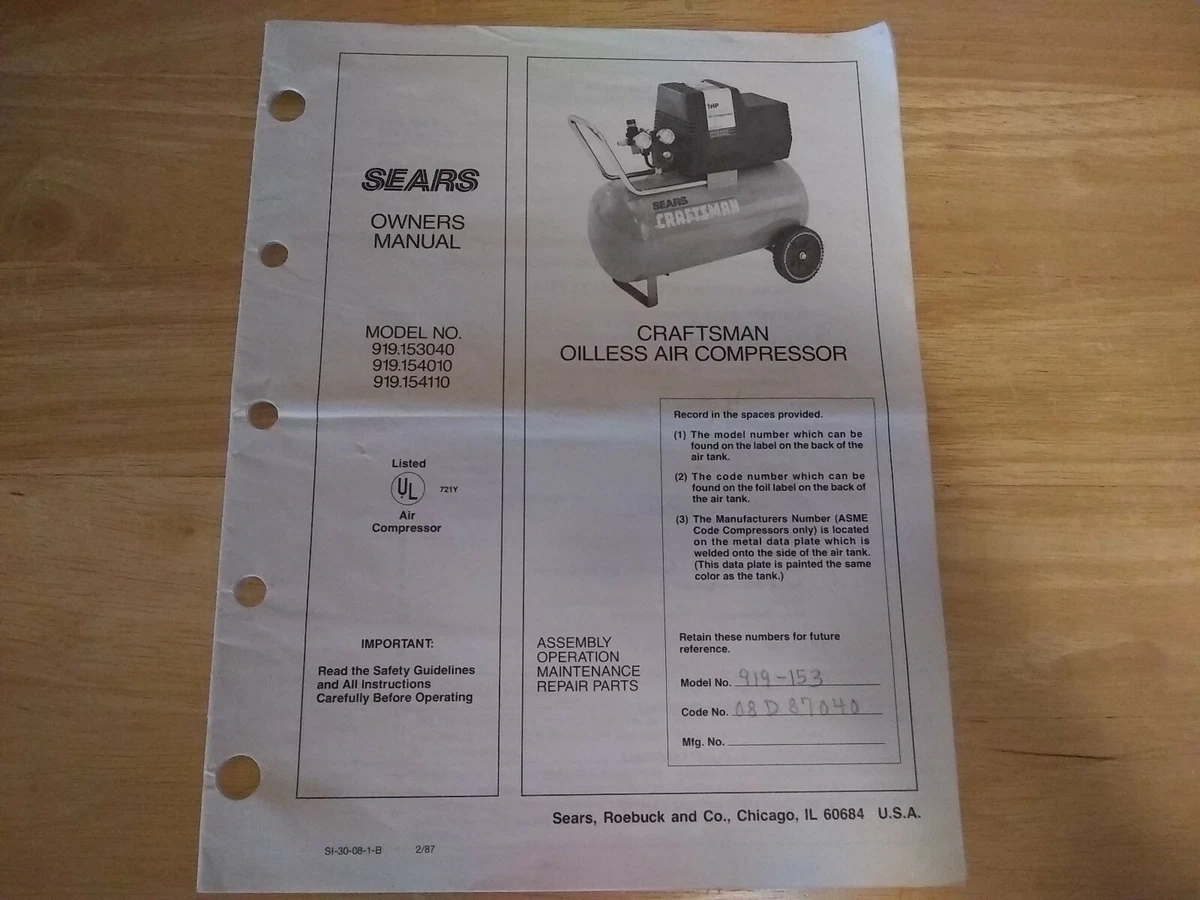 SEARS
OWNERS
MANUAL
MODEL NO.
919.153040
919.154010
919.154110
Listed
UL
721Y
Air
Compressor
IMPORTANT:
Read the Safety Guidelines
and All Instructions
Carefully Before Operating
1HP
SEARS
CRAFTSMAN
CRAFTSMAN
OILLESS AIR COMPRESSOR
Record in the spaces provided.
(1) The model number which can be
found on the label on the back of the
air tank.
(2) The code number which can be
found on the foil label on the back of
the air tank.
(3) The Manufacturers Number (ASME
Code Compressors only) is located
on the metal data plate which is
welded onto the side of the air tank.
(This data plate is painted the same
color as the tank.)
ASSEMBLY
OPERATION
MAINTENANCE
REPAIR PARTS
Retain these numbers for future
reference.
Model No. 919-153
Code No. 08D87040
Mfg. No.
Sears, Roebuck and Co., Chicago, IL 60684 U.S.A.
SI-30-08-1-B 2/87